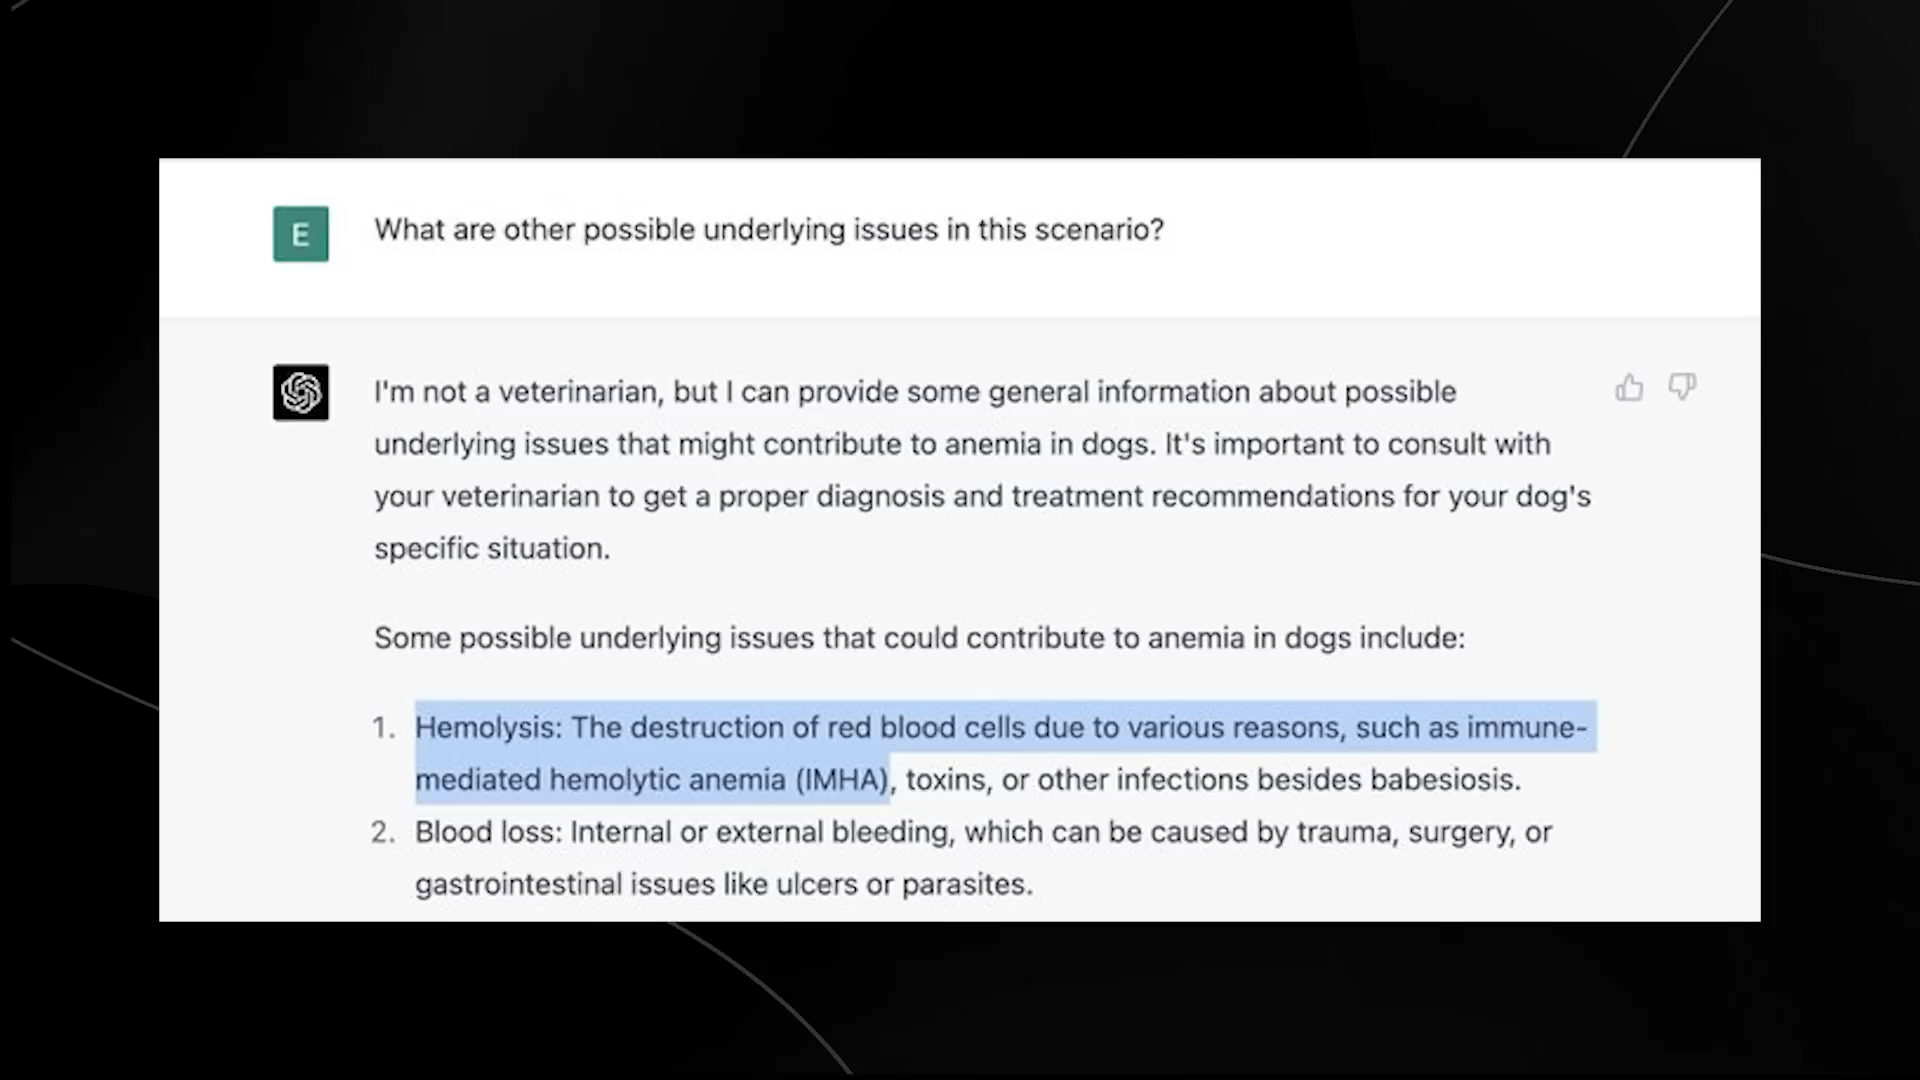 E
What are other possible underlying issues in this scenario?
I'm not a veterinarian, but I can provide some general information about possible
underlying issues that might contribute to anemia in dogs. It's important to consult with
your veterinarian to get a proper diagnosis and treatment recommendations for your dog's
specific situation.
Some possible underlying issues that could contribute to anemia in dogs include:
1. Hemolysis: The destruction of red blood cells due to various reasons, such as immune-
mediated hemolytic anemia (IMHA), toxins, or other infections besides babesiosis.
2. Blood loss: Internal or external bleeding, which can be caused by trauma, surgery, or
gastrointestinal issues like ulcers or parasites.